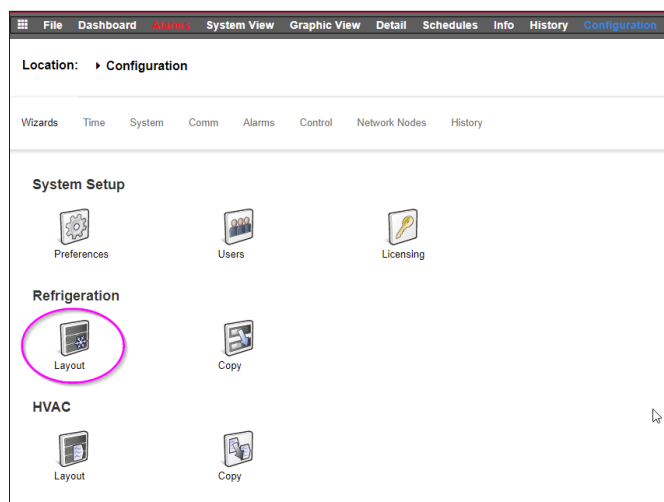 File Dashboard Alarms System View Graphic View Detail Schedules Info History Configuration
Location: Configuration
Wizards Time System Comm Alarms Control Network Nodes History
System Setup
Preferences Users Licensing
Refrigeration
Layout Copy
HVAC
Layout Copy